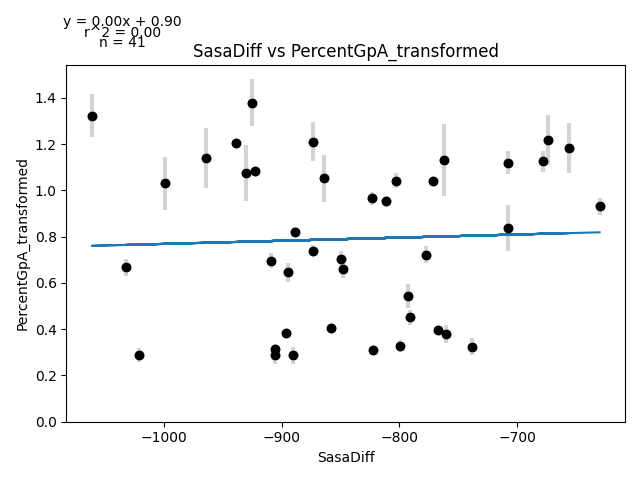 y = 0.00x + 0.90
r^2 = 0.00
n = 41
SasaDiff vs PercentGpA_transformed
PercentGpA_transformed
1.4
1.2
1.0
0.8
0.6
0.4
0.2
0.0
−1000
−900
−800
−700
SasaDiff